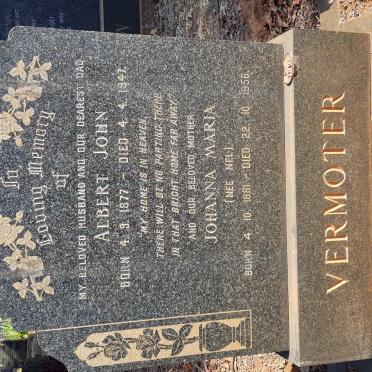 In
Loving Memory
of
MY BELOVED HUSBAND AND OUR DEAREST DAD
ALBERT JOHN
BORN 4. 3. 1877 – DIED 4. 4. 1947.
"MY HOME IS IN HEAVEN,
THERE WILL BE NO PARTING THERE,
IN THAT BRIGHT HOME FAR AWAY."
AND OUR BELOVED MOTHER
JOHANNA MARIA
(NEE NEL)
BORN 4. 10. 1881 – DIED 22. 10. 1956.
VERMOTER